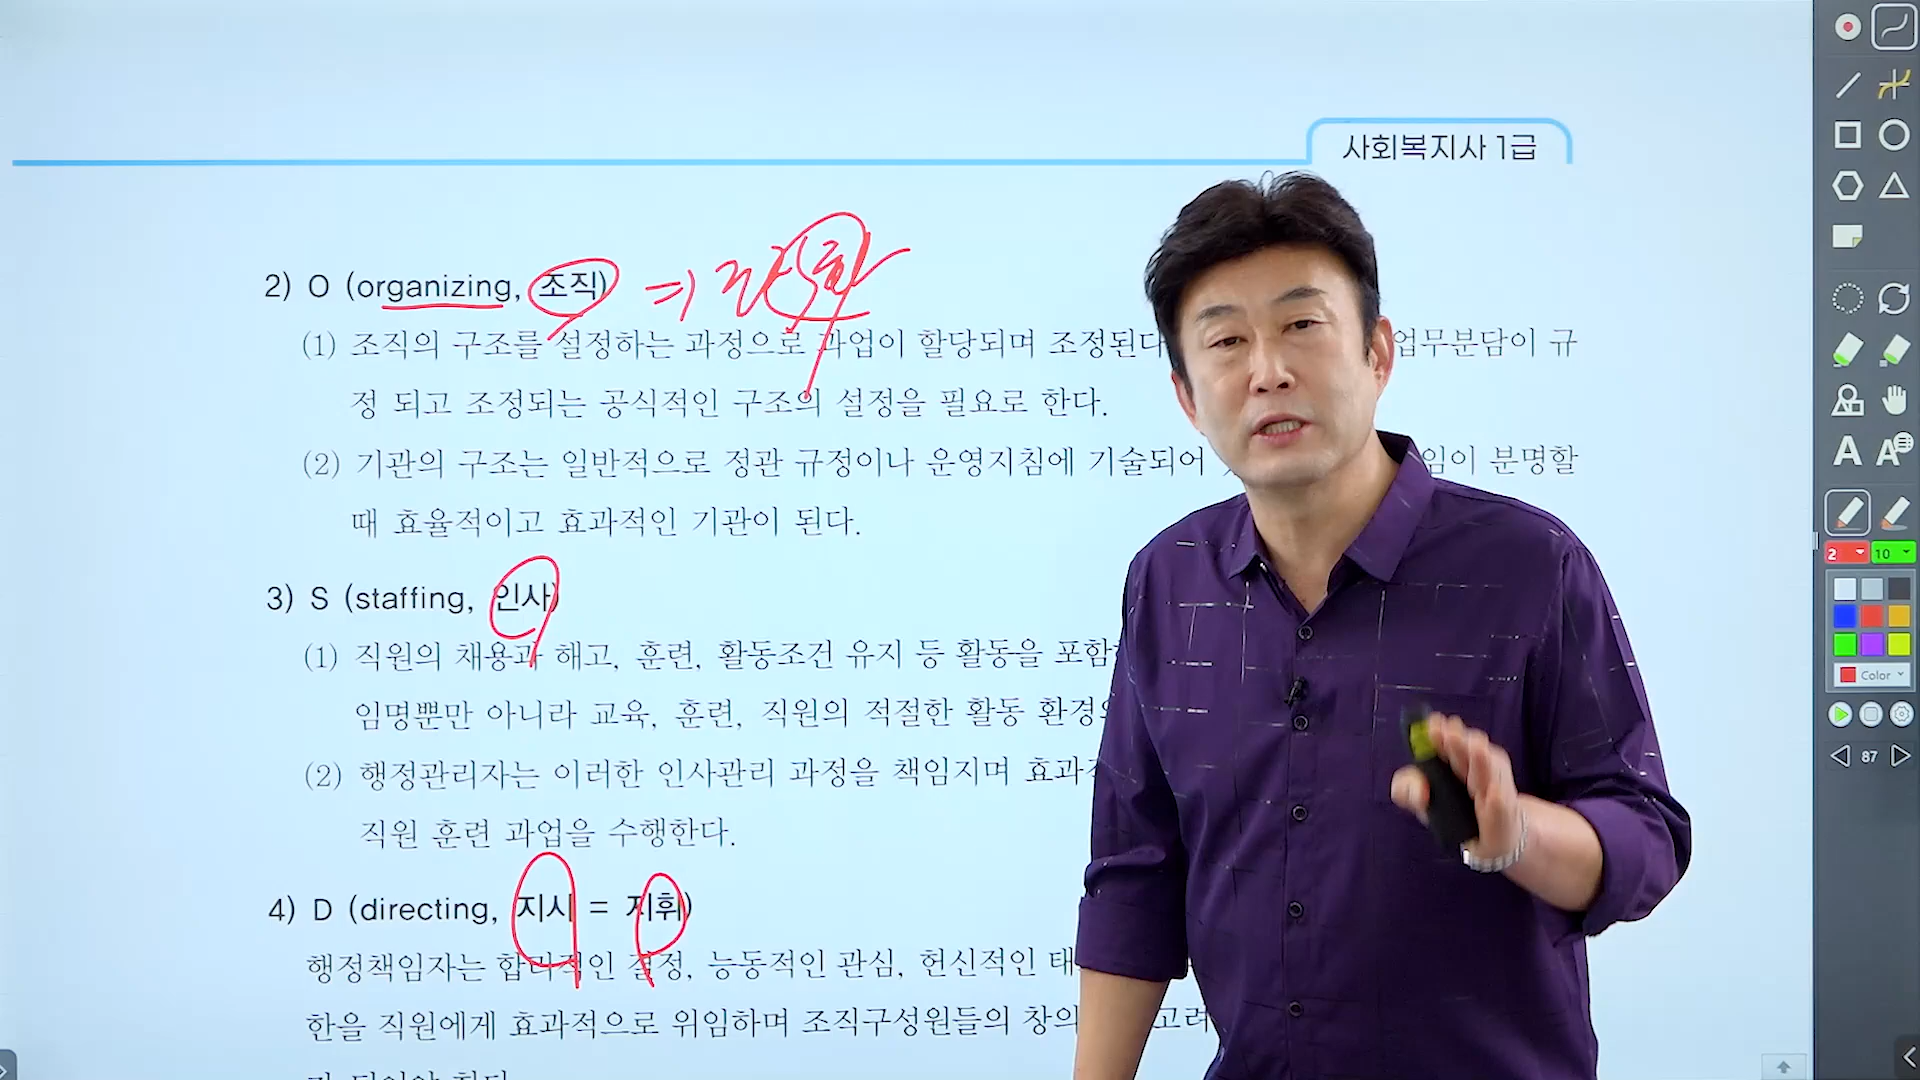 사회복지사 1급
2) O (organizing, 조직) ⇒ 조직화
(1) 조직의 구조를 설정하는 과정으로 과업이 할당되며 조정된다 업무분담이 규
정 되고 조정되는 공식적인 구조의 설정을 필요로 한다.
(2) 기관의 구조는 일반적으로 정관 규정이나 운영지침에 기술되어 임이 분명할
때 효율적이고 효과적인 기관이 된다.
3) S (staffing, 인사)
(1) 직원의 채용과 해고, 훈련, 활동조건 유지 등 활동을 포함
임명뿐만 아니라 교육, 훈련, 직원의 적절한 활동 환경
(2) 행정관리자는 이러한 인사관리 과정을 책임지며 효과
직원 훈련 과업을 수행한다.
4) D (directing, 지시 = 지휘)
행정책임자는 합리적인 결정, 능동적인 관심, 헌신적인 태
한을 직원에게 효과적으로 위임하며 조직구성원들의 창의 고려
A A
2 10
Color
87